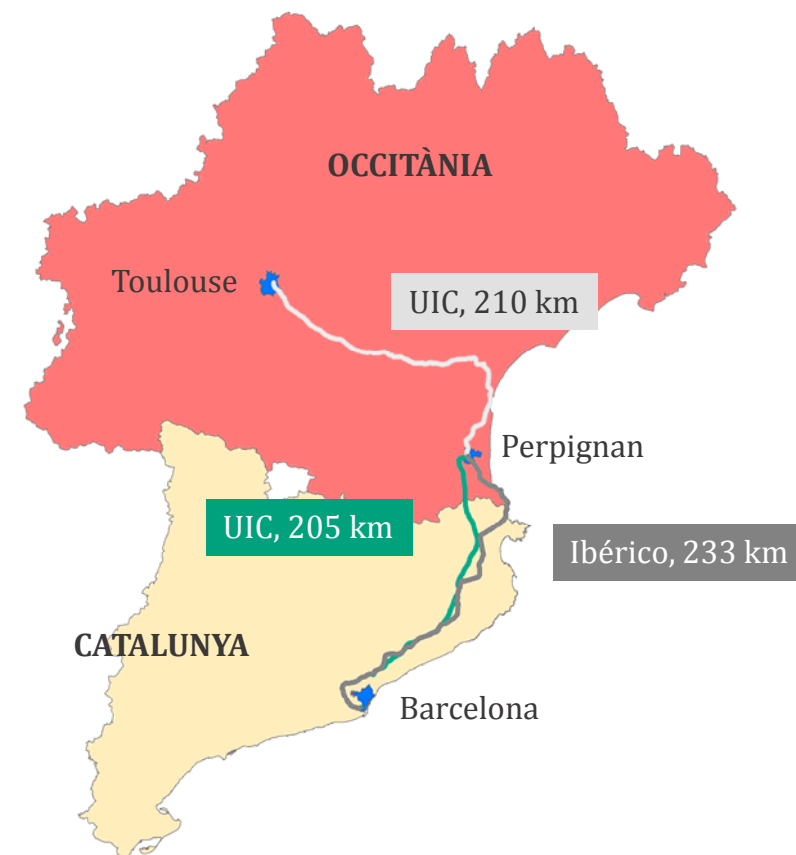 OCCITÀNIA
Toulouse
UIC, 210 km
Perpignan
UIC, 205 km
Ibérico, 233 km
CATALUNYA
Barcelona